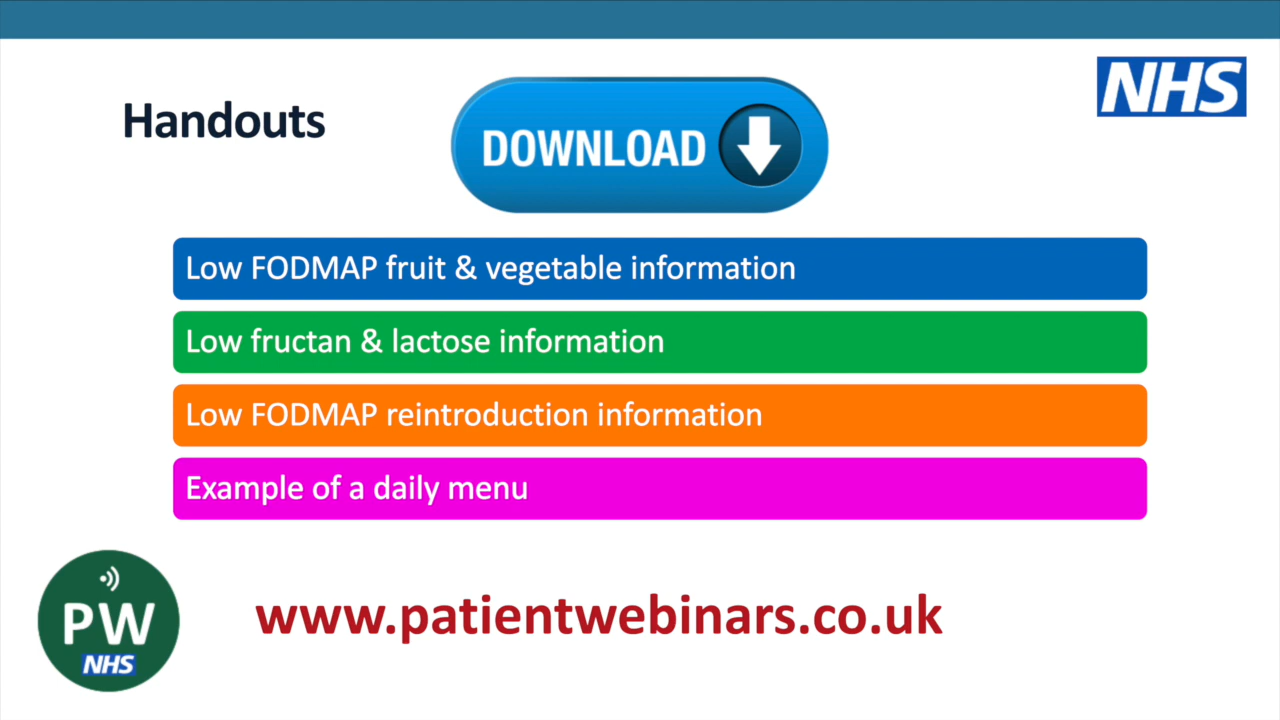 Handouts
DOWNLOAD
NHS
Low FODMAP fruit & vegetable information
Low fructan & lactose information
Low FODMAP reintroduction information
Example of a daily menu
PW
NHS
www.patientwebinars.co.uk